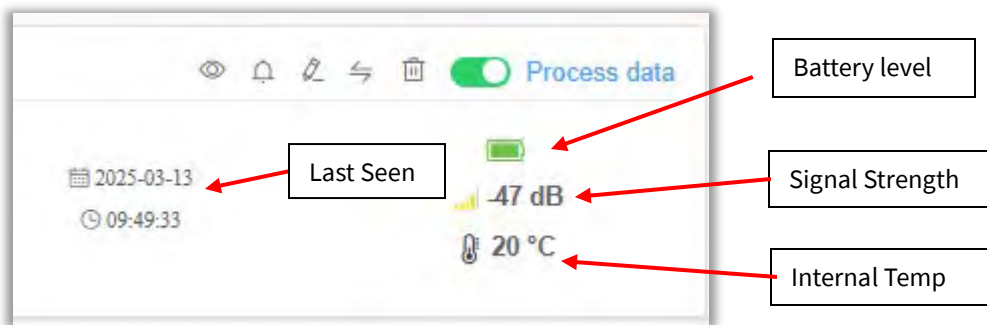 Process data
Battery level
2025-03-13
Last Seen
-47 dB
Signal Strength
09:49:33
20 °C
Internal Temp